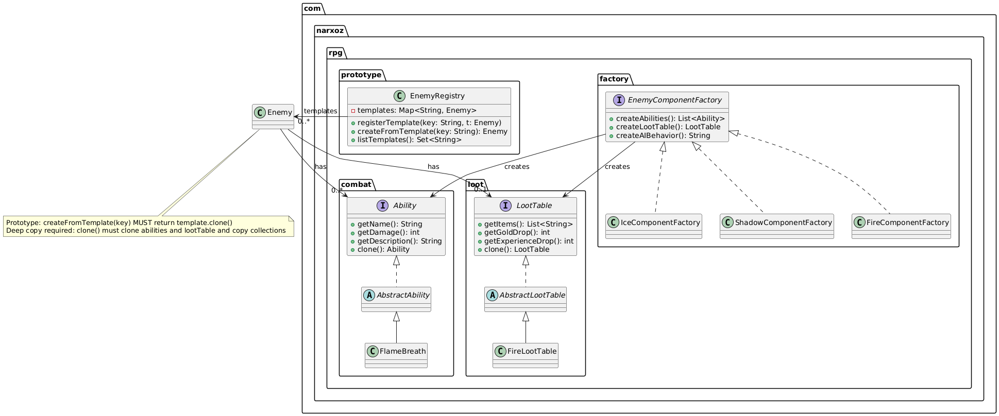 com
narxoz
rpg
prototype
C EnemyRegistry
templates: Map<String, Enemy>
registerTemplate(key: String, t: Enemy)
createFromTemplate(key: String): Enemy
listTemplates(): Set<String>
factory
I EnemyComponentFactory
createAbilities(): List<Ability>
createLootTable(): LootTable
createAIBehavior(): String
C Enemy
templates
0..*
has
has
creates
creates
0..*
0..1
combat
I Ability
getName(): String
getDamage(): int
getDescription(): String
clone(): Ability
loot
I LootTable
getItems(): List<String>
getGoldDrop(): int
getExperienceDrop(): int
clone(): LootTable
C IceComponentFactory
C ShadowComponentFactory
C FireComponentFactory
Prototype: createFromTemplate(key) MUST return template.clone()
Deep copy required: clone() must clone abilities and lootTable and copy collections
A AbstractAbility
A AbstractLootTable
C FlameBreath
C FireLootTable